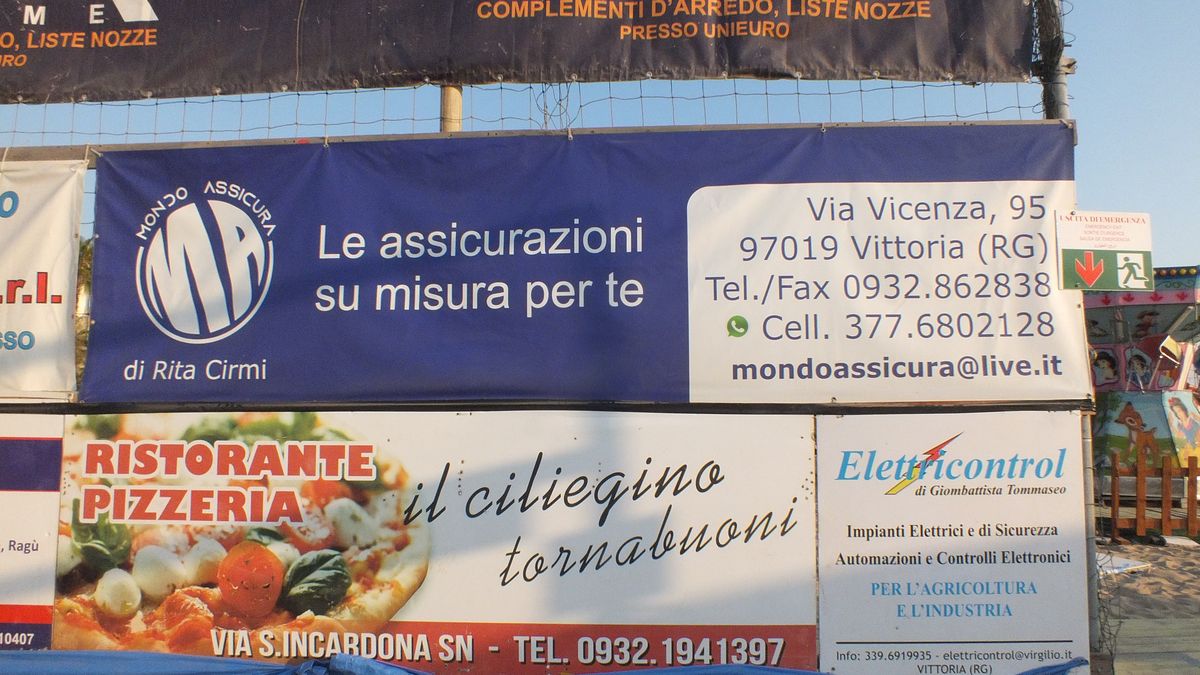 M E
O, LISTE NOZZE
URO
COMPLEMENTI D'ARREDO, LISTE NOZZE
PRESSO UNIEURO
MONDO ASSICURA
MA
di Rita Cirmi
Le assicurazioni
su misura per te
Via Vicenza, 95
97019 Vittoria (RG)
Tel./Fax 0932.862838
Cell. 377.6802128
mondoassicura@live.it
USCITA DI EMERGENZA
EMERGENCY EXIT
o
.r.l.
sso
, Ragù
10407
RISTORANTE
PIZZERIA
il ciliegino
tornabuoni
VIA S.INCARDONA SN - TEL. 0932.1941397
Elettricontrol
di Giombattista Tommaseo
Impianti Elettrici e di Sicurezza
Automazioni e Controlli Elettronici
PER L'AGRICOLTURA
E L'INDUSTRIA
Info: 339.6919935 - elettricontrol@virgilio.it
VITTORIA (RG)